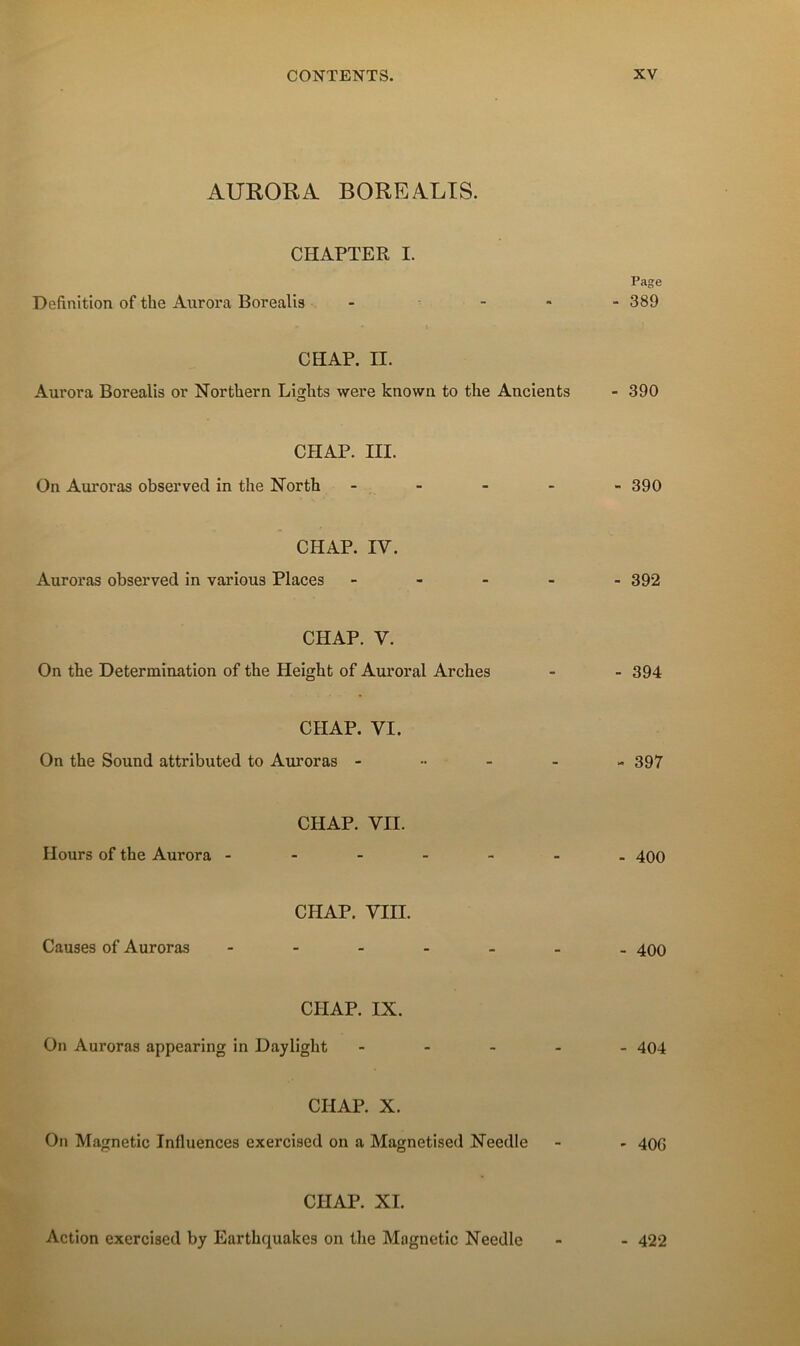 CONTENTS. XV
AURORA BOREALIS.
CHAPTER I.
Page
Definition of the Aurora Borealis - - - - 389
CHAP. II.
Aurora Borealis or Northern Lights were known to the Ancients - 390
CHAP. III.
On Auroras observed in the North - - - - - 390
CHAP. IV.
Auroras observed in various Places - - - - - 392
CHAP. V.
On the Determination of the Height of Auroral Arches - - 394
CHAP. VI.
On the Sound attributed to Auroras - - - - - 397
CHAP. VII.
Hours of the Aurora - - - - - - - 400
CHAP. VIII.
Causes of Auroras - - - - - - - 400
CHAP. IX.
On Auroras appearing in Daylight - - - - - 404
CHAP. X.
On Magnetic Influences exercised on a Magnetised Needle - - 406
CHAP. XI.
Action exercised by Earthquakes on the Magnetic Needle - - 422